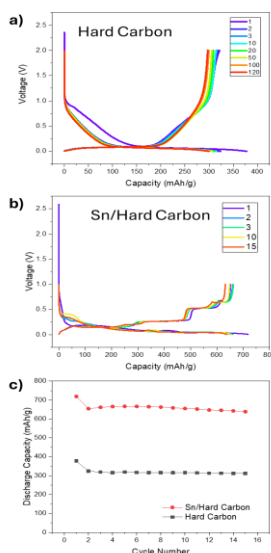 a)
Hard Carbon
1
2
3
10
20
50
100
120
2.5
2.0
1.5
1.0
0.5
0.0
Voltage (V)
0 50 100 150 200 250 300 350 400
Capacity (mAh/g)
b)
Sn/Hard Carbon
1
2
3
10
15
2.5
2.0
1.5
1.0
0.5
0.0
Voltage (V)
0 100 200 300 400 500 600 700 800
Capacity (mAh/g)
c)
800
700
600
500
400
300
200
100
0
Discharge Capacity (mAh/g)
Sn/Hard Carbon
Hard Carbon
0 2 4 6 8 10 12 14 16
Cycle Number